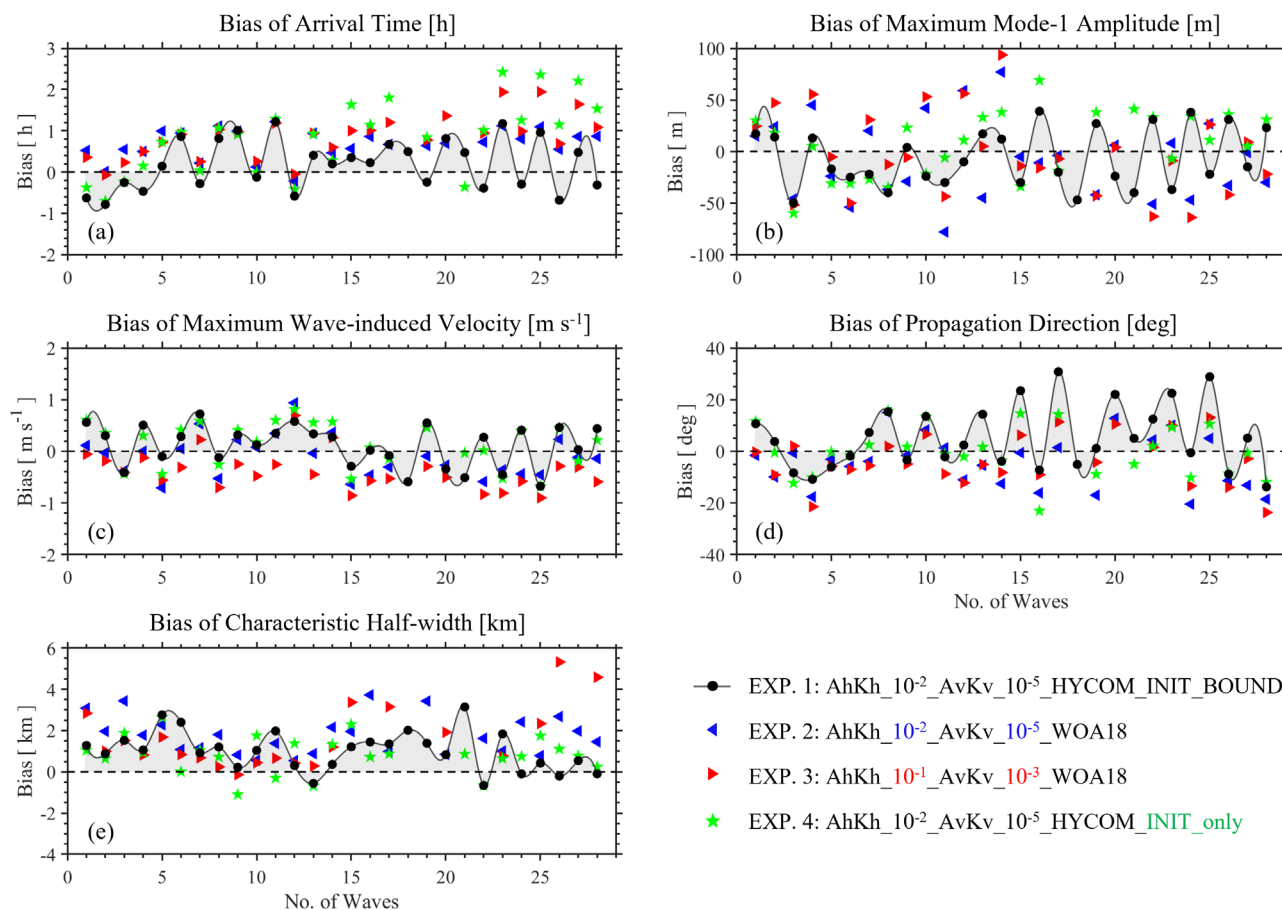 Bias of Arrival Time [h]
3
2
1
0
-1
-2
Bias [ h ]
(a)
0 5 10 15 20 25
Bias of Maximum Mode-1 Amplitude [m]
100
50
0
-50
-100
Bias [ m ]
(b)
0 5 10 15 20 25
Bias of Maximum Wave-induced Velocity [m s⁻¹]
2
1
0
-1
-2
Bias [ m s⁻¹ ]
(c)
0 5 10 15 20 25
Bias of Propagation Direction [deg]
40
20
0
-20
-40
Bias [ deg ]
(d)
0 5 10 15 20 25
No. of Waves
Bias of Characteristic Half-width [km]
6
4
2
0
-2
-4
Bias [ km ]
(e)
0 5 10 15 20 25
No. of Waves
EXP. 1: AhKh_10⁻²_AvKv_10⁻⁵_HYCOM_INIT_BOUND
EXP. 2: AhKh_10⁻²_AvKv_10⁻⁵_WOA18
EXP. 3: AhKh_10⁻¹_AvKv_10⁻³_WOA18
EXP. 4: AhKh_10⁻²_AvKv_10⁻⁵_HYCOM_INIT_only